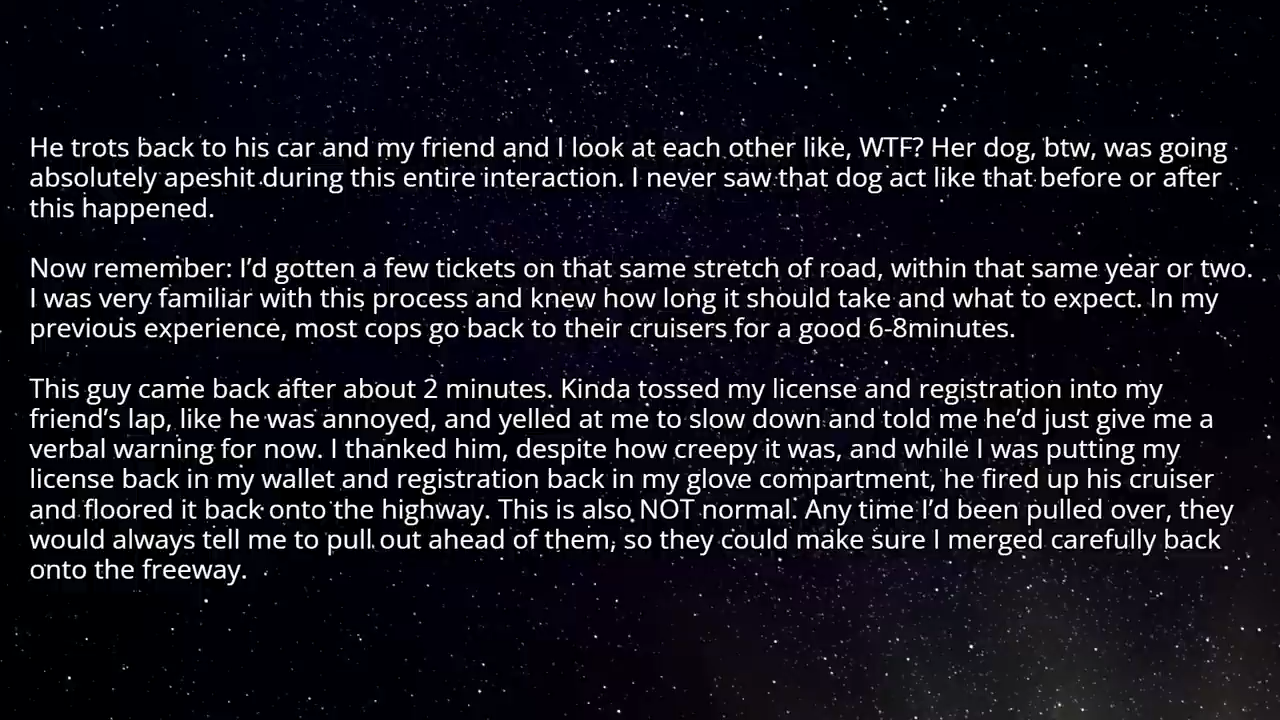 He trots back to his car and my friend and I look at each other like, WTF? Her dog, btw, was going
absolutely apeshit during this entire interaction. I never saw that dog act like that before or after
this happened.
Now remember: I’d gotten a few tickets on that same stretch of road, within that same year or two.
I was very familiar with this process and knew how long it should take and what to expect. In my
previous experience, most cops go back to their cruisers for a good 6-8minutes.
This guy came back after about 2 minutes. Kinda tossed my license and registration into my
friend’s lap, like he was annoyed, and yelled at me to slow down and told me he’d just give me a
verbal warning for now. I thanked him, despite how creepy it was, and while I was putting my
license back in my wallet and registration back in my glove compartment, he fired up his cruiser
and floored it back onto the highway. This is also NOT normal. Any time I’d been pulled over, they
would always tell me to pull out ahead of them, so they could make sure I merged carefully back
onto the freeway.